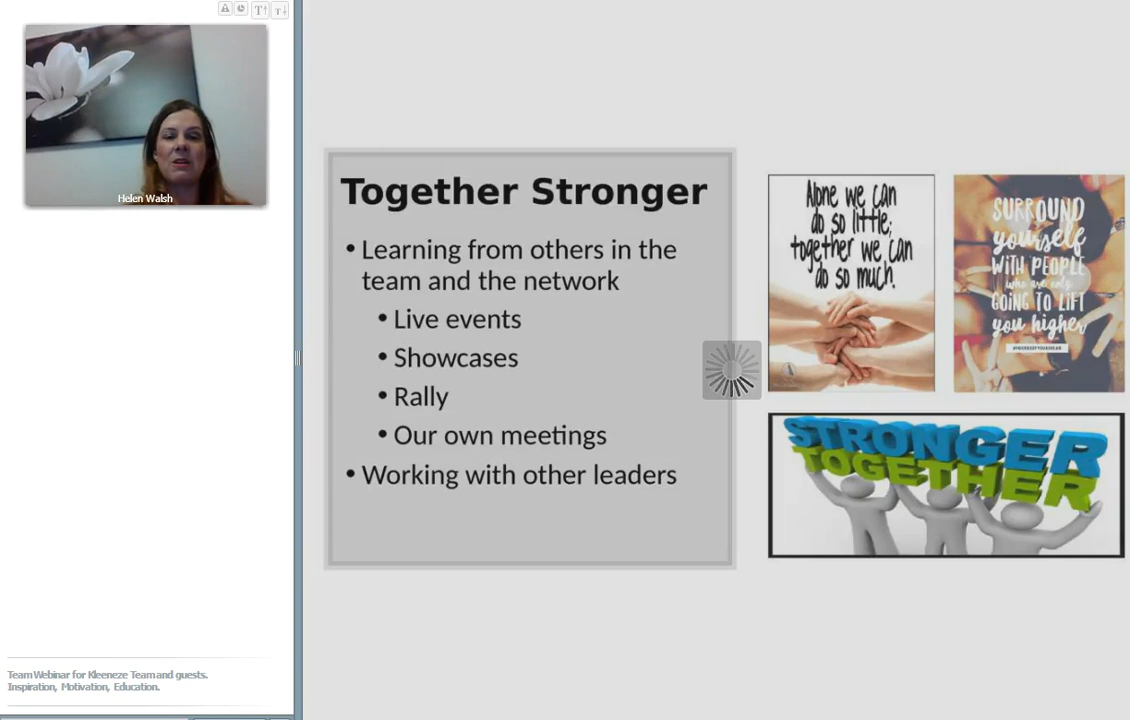 T↑ T↓
Helen Walsh
Together Stronger
• Learning from others in the
team and the network
• Live events
• Showcases
• Rally
• Our own meetings
• Working with other leaders
Alone we can
do so little;
together we can
do so much.
SURROUND
yourself
WITH PEOPLE
who are only
GOING TO LIFT
you higher
STRONGER
TOGETHER
Team Webinar for Kleeneze Team and guests.
Inspiration, Motivation, Education.